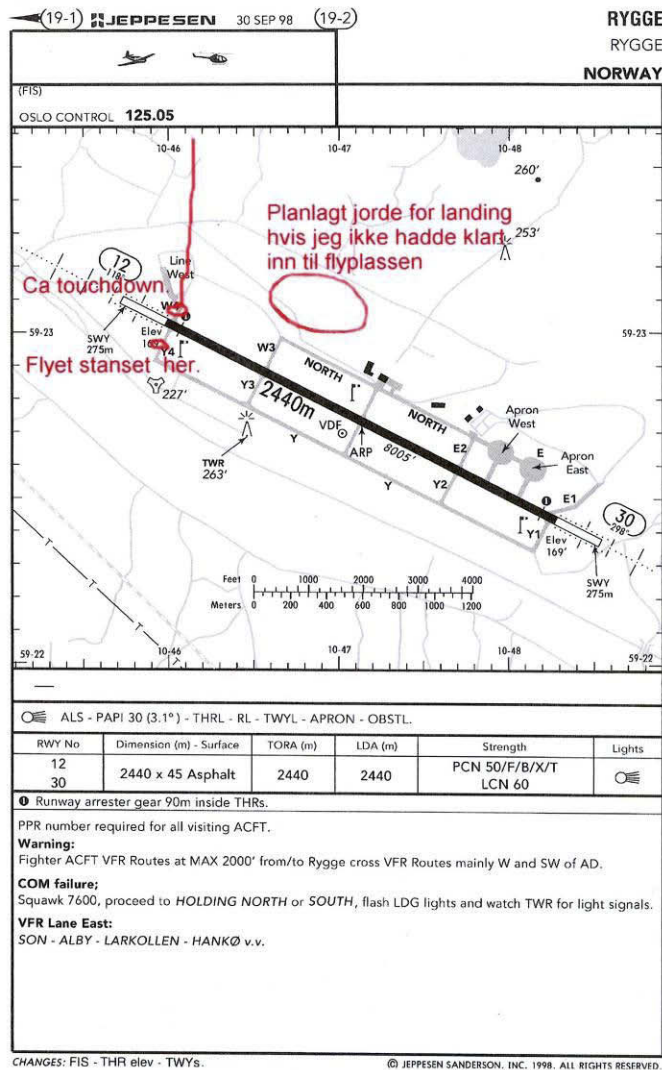 (19-1) JEPPESEN 30 SEP 98 (19-2)
RYGGE
RYGGE
NORWAY
(FIS)
OSLO CONTROL 125.05
10-46 10-47 10-48
260'
253'
Planlagt jorde for landing
hvis jeg ikke hadde klart
inn til flyplassen
12
118°
Line
West
Ca touchdown.
W4
59-23 59-23
SWY
275m
Elev
169'
Y4
Flyet stanset her.
W3
NORTH
227'
Y3
2440m
NORTH
VDF
Apron
West
TWR
263'
Y
ARP
8005'
E2
E
Apron
East
Y
Y2
E1
30
298°
Y1
Elev
169'
SWY
275m
Feet 0 1000 2000 3000 4000
Meters 0 200 400 600 800 1000 1200
T T T
59-22 10-46 10-47 10-48 59-22
ALS - PAPI 30 (3.1°) - THRL - RL - TWYL - APRON - OBSTL.
RWY No Dimension (m) - Surface TORA (m) LDA (m) Strength Lights
12
30
2440 x 45 Asphalt 2440 2440
PCN 50/F/B/X/T
LCN 60
❶ Runway arrester gear 90m inside THRs.
PPR number required for all visiting ACFT.
Warning:
Fighter ACFT VFR Routes at MAX 2000' from/to Rygge cross VFR Routes mainly W and SW of AD.
COM failure;
Squawk 7600, proceed to HOLDING NORTH or SOUTH, flash LDG lights and watch TWR for light signals.
VFR Lane East:
SON - ALBY - LARKOLLEN - HANKØ v.v.
CHANGES: FIS - THR elev - TWYs.
© JEPPESEN SANDERSON, INC. 1998. ALL RIGHTS RESERVED.